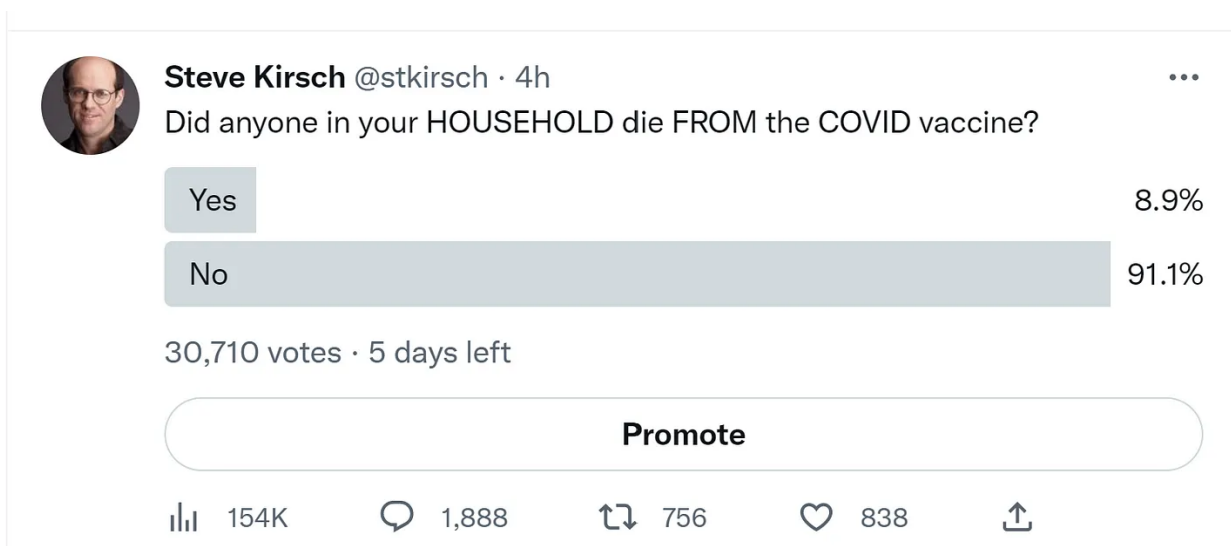 Steve Kirsch @stkirsch · 4h
Did anyone in your HOUSEHOLD die FROM the COVID vaccine?
Yes 8.9%
No 91.1%
30,710 votes · 5 days left
Promote
154K 1,888 756 838